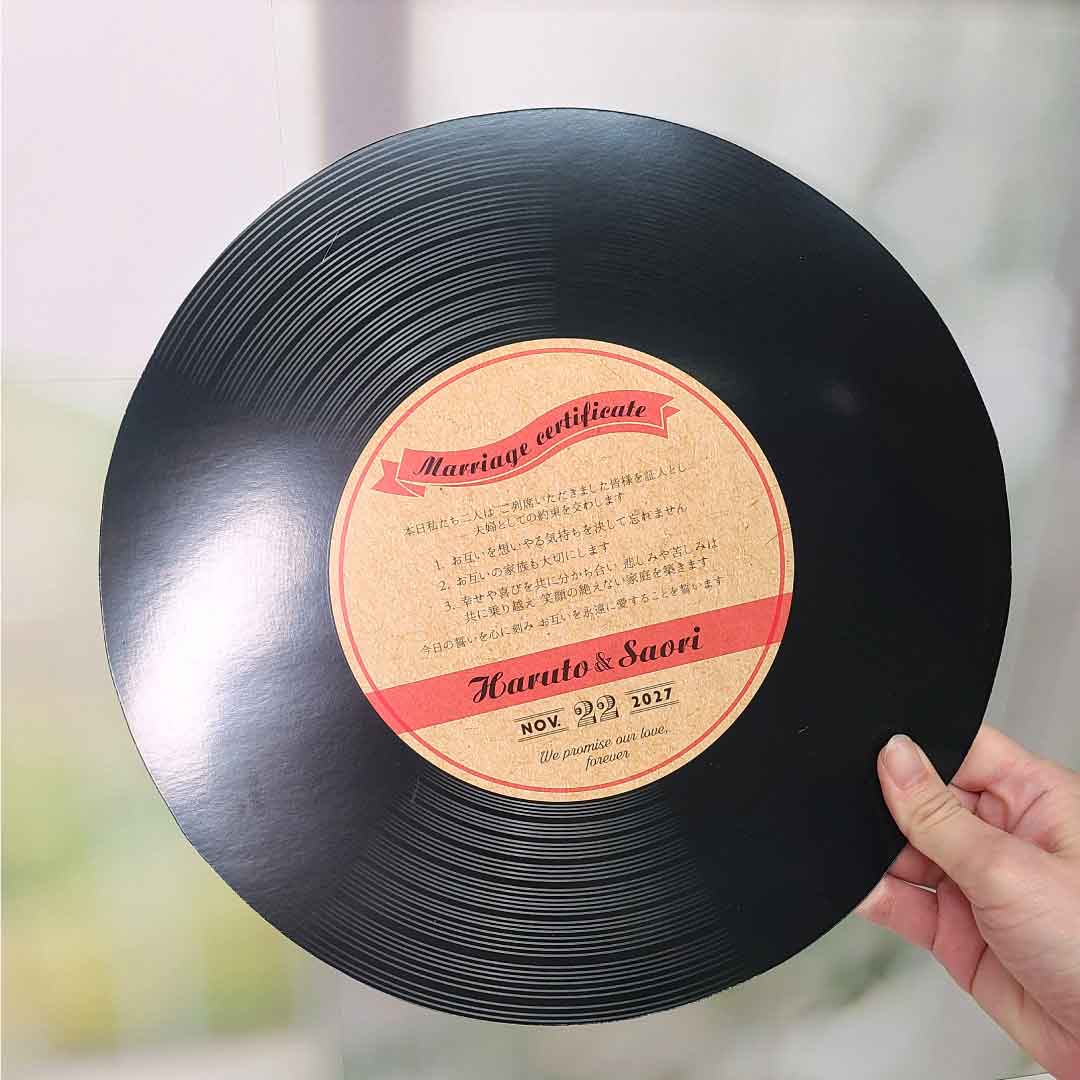 Marriage certificate
本日私たち二人は ご列席いただきました皆様を証人とし
夫婦としての約束を交わします
1. お互いを想いやる気持ちを決して忘れません
2. お互いの家族も大切にします
3. 幸せや喜びを共に分かち合い 悲しみや苦しみは
共に乗り越え 笑顔の絶えない家庭を築きます
今日の誓いを心に刻み お互いを永遠に愛することを誓います
Haruto & Saori
NOV. 22 2027
We promise our love,
forever